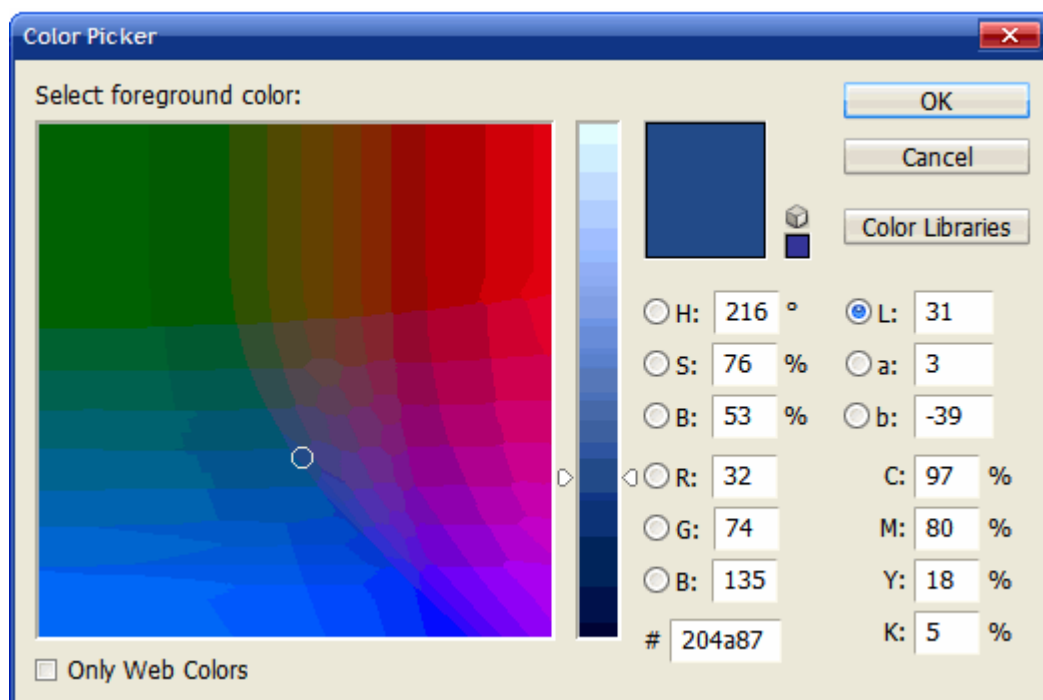 Color Picker
Select foreground color:
OK
Cancel
Color Libraries
H: 216 °
L: 31
S: 76 %
a: 3
B: 53 %
b: -39
R: 32
C: 97 %
G: 74
M: 80 %
B: 135
Y: 18 %
# 204a87
K: 5 %
Only Web Colors